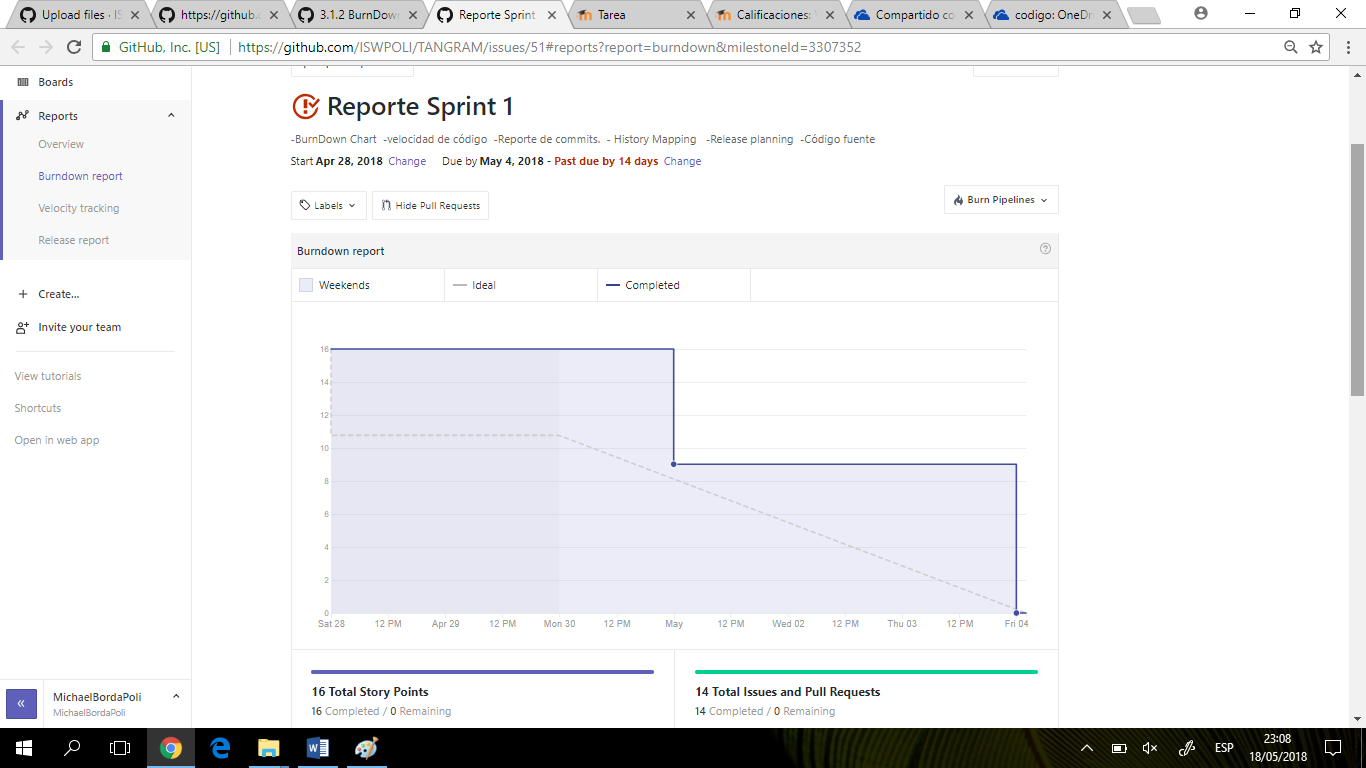 Upload files · IS
https://github.c
3.1.2 BurnDow
Reporte Sprint
Tarea
Calificaciones: V
Compartido co
codigo: OneDri
GitHub, Inc. [US] https://github.com/ISWPOLI/TANGRAM/issues/51#reports?report=burndown&milestoneId=3307352
Boards
Reports
Overview
Burndown report
Velocity tracking
Release report
Create...
Invite your team
View tutorials
Shortcuts
Open in web app
MichaelBordaPoli
MichaelBordaPoli
Reporte Sprint 1
-BurnDown Chart -velocidad de código -Reporte de commits. - History Mapping -Release planning -Código fuente
Start Apr 28, 2018 Change Due by May 4, 2018 - Past due by 14 days Change
Labels Hide Pull Requests Burn Pipelines
Burndown report
Weekends Ideal Completed
16
14
12
10
8
6
4
2
0
Sat 28 12 PM Apr 29 12 PM Mon 30 12 PM May 12 PM Wed 02 12 PM Thu 03 12 PM Fri 04
16 Total Story Points
16 Completed / 0 Remaining
14 Total Issues and Pull Requests
14 Completed / 0 Remaining
ESP
23:08
18/05/2018